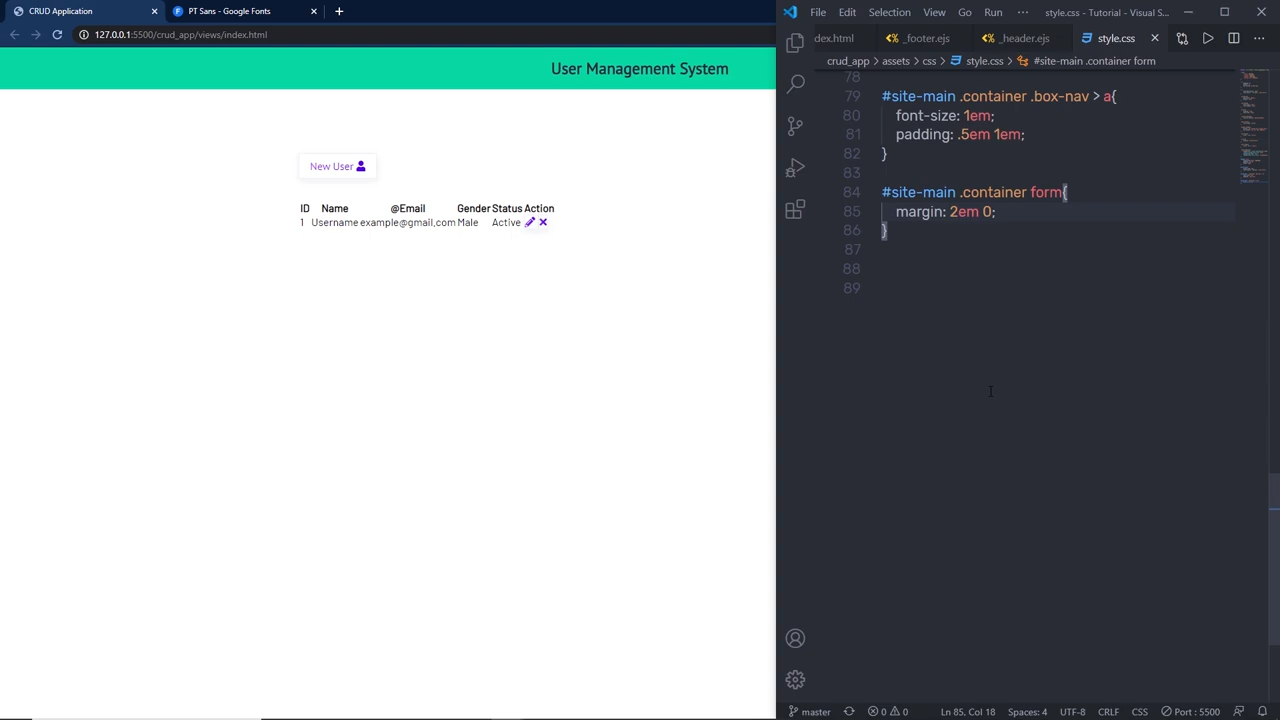 CRUD Application
PT Sans - Google Fonts
127.0.0.1:5500/crud_app/views/index.html
User Management System
New User
ID Name @Email Gender Status Action
1 Username example@gmail.com Male Active
File Edit Selection View Go Run ··· style.css - Tutorial - Visual S...
dex.html _footer.ejs _header.ejs style.css
crud_app > assets > css > style.css > #site-main .container form
78
79 #site-main .container .box-nav > a{
80 font-size: 1em;
81 padding: .5em 1em;
82 }
83
84 #site-main .container form{
85 margin: 2em 0;
86 }
87
88
89
master 0 0 Ln 85, Col 18 Spaces: 4 UTF-8 CRLF CSS Port : 5500